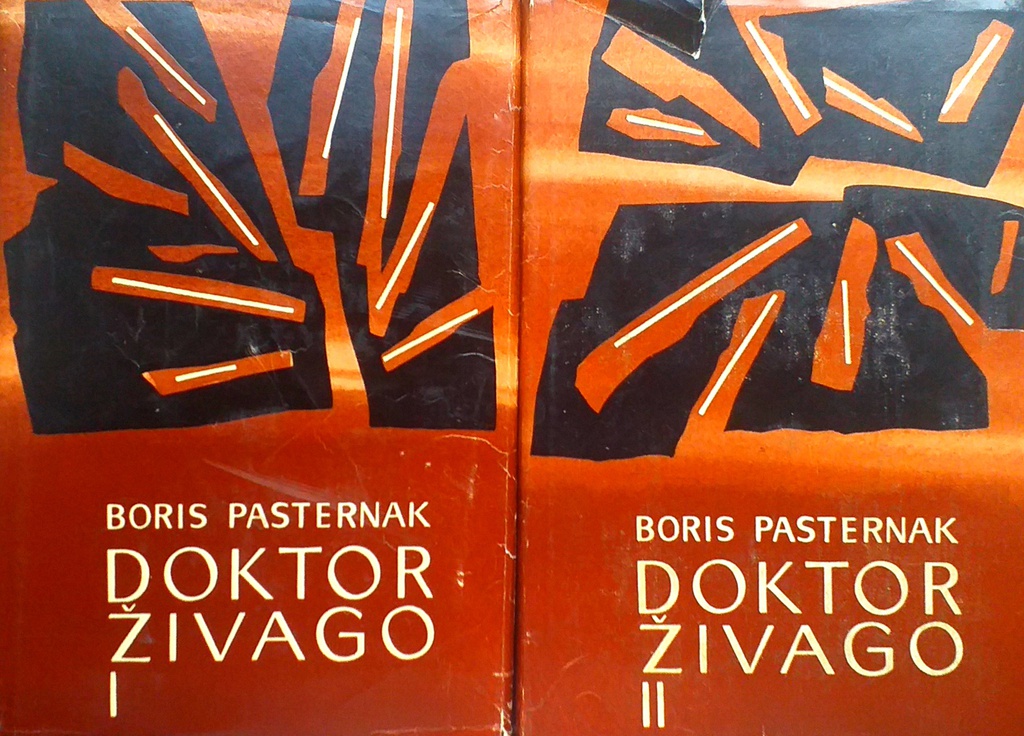 BORIS PASTERNAK
DOKTOR
ŽIVAGO
I
BORIS PASTERNAK
DOKTOR
ŽIVAGO
II